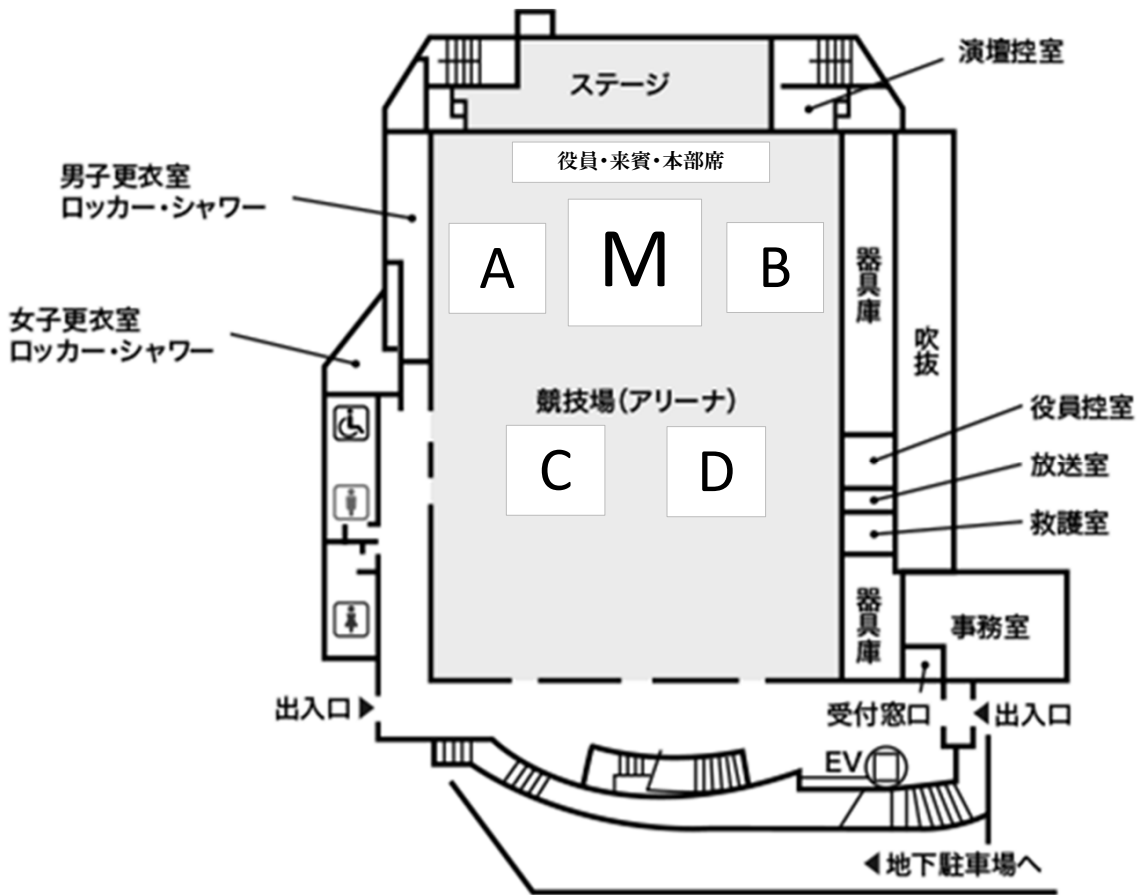 演壇控室
ステージ
役員・来賓・本部席
男子更衣室
ロッカー・シャワー
A
M
B
器具庫
女子更衣室
ロッカー・シャワー
吹抜
競技場(アリーナ)
役員控室
C
D
放送室
救護室
器具庫
事務室
出入口
受付窓口
出入口
EV
地下駐車場へ